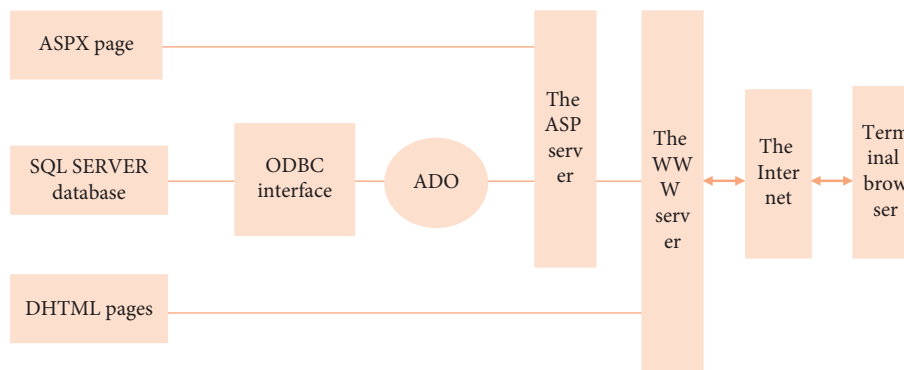 ASPX page
SQL SERVER
database
DHTML pages
ODBC
interface
ADO
The
ASP
serv
er
The
WW
W
serv
er
The
Inter
net
Term
inal
brow
ser